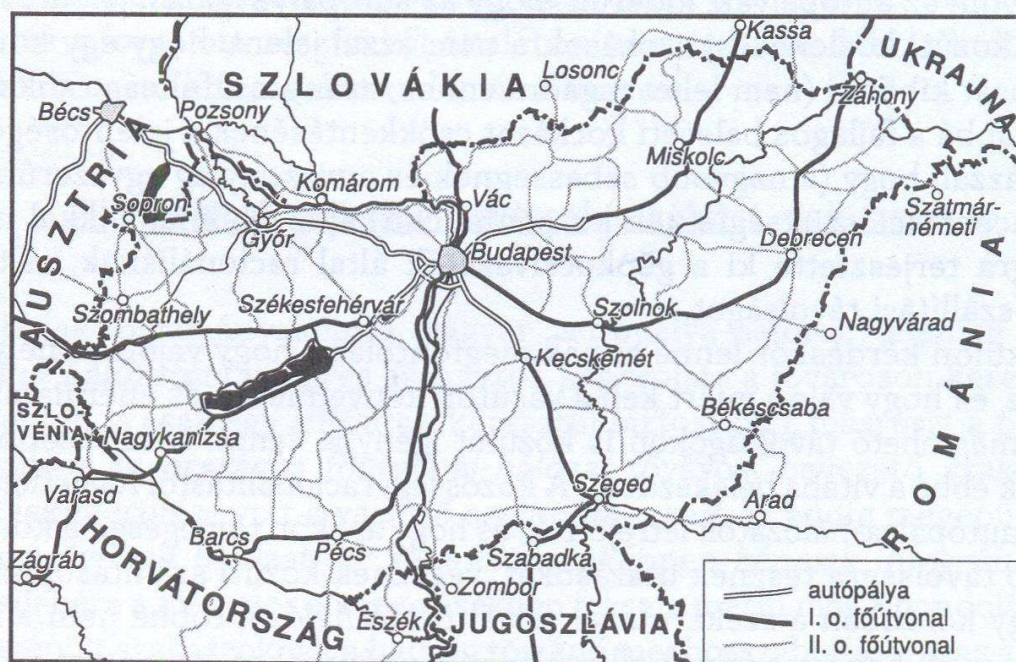 Kassa
UKRAJNA
SZLOVÁKIA
Losonc
Záhony
Bécs
Pozsony
Miskolc
AUSZTRIA
Sopron
Komárom
Vác
Szatmár-
németi
Győr
Budapest
Debrecen
Szombathely
Székesfehérvár
Szolnok
Nagyvárad
ROMÁNIA
Kecskemét
SZLO-
VÉNIA
Békéscsaba
Nagykanizsa
Varasd
Szeged
Arad
Barcs
Pécs
Szabadka
Zágráb
HORVÁTORSZÁG
Zombor
Eszék
JUGOSZLÁVIA
autópálya
I. o. főútvonal
II. o. főútvonal